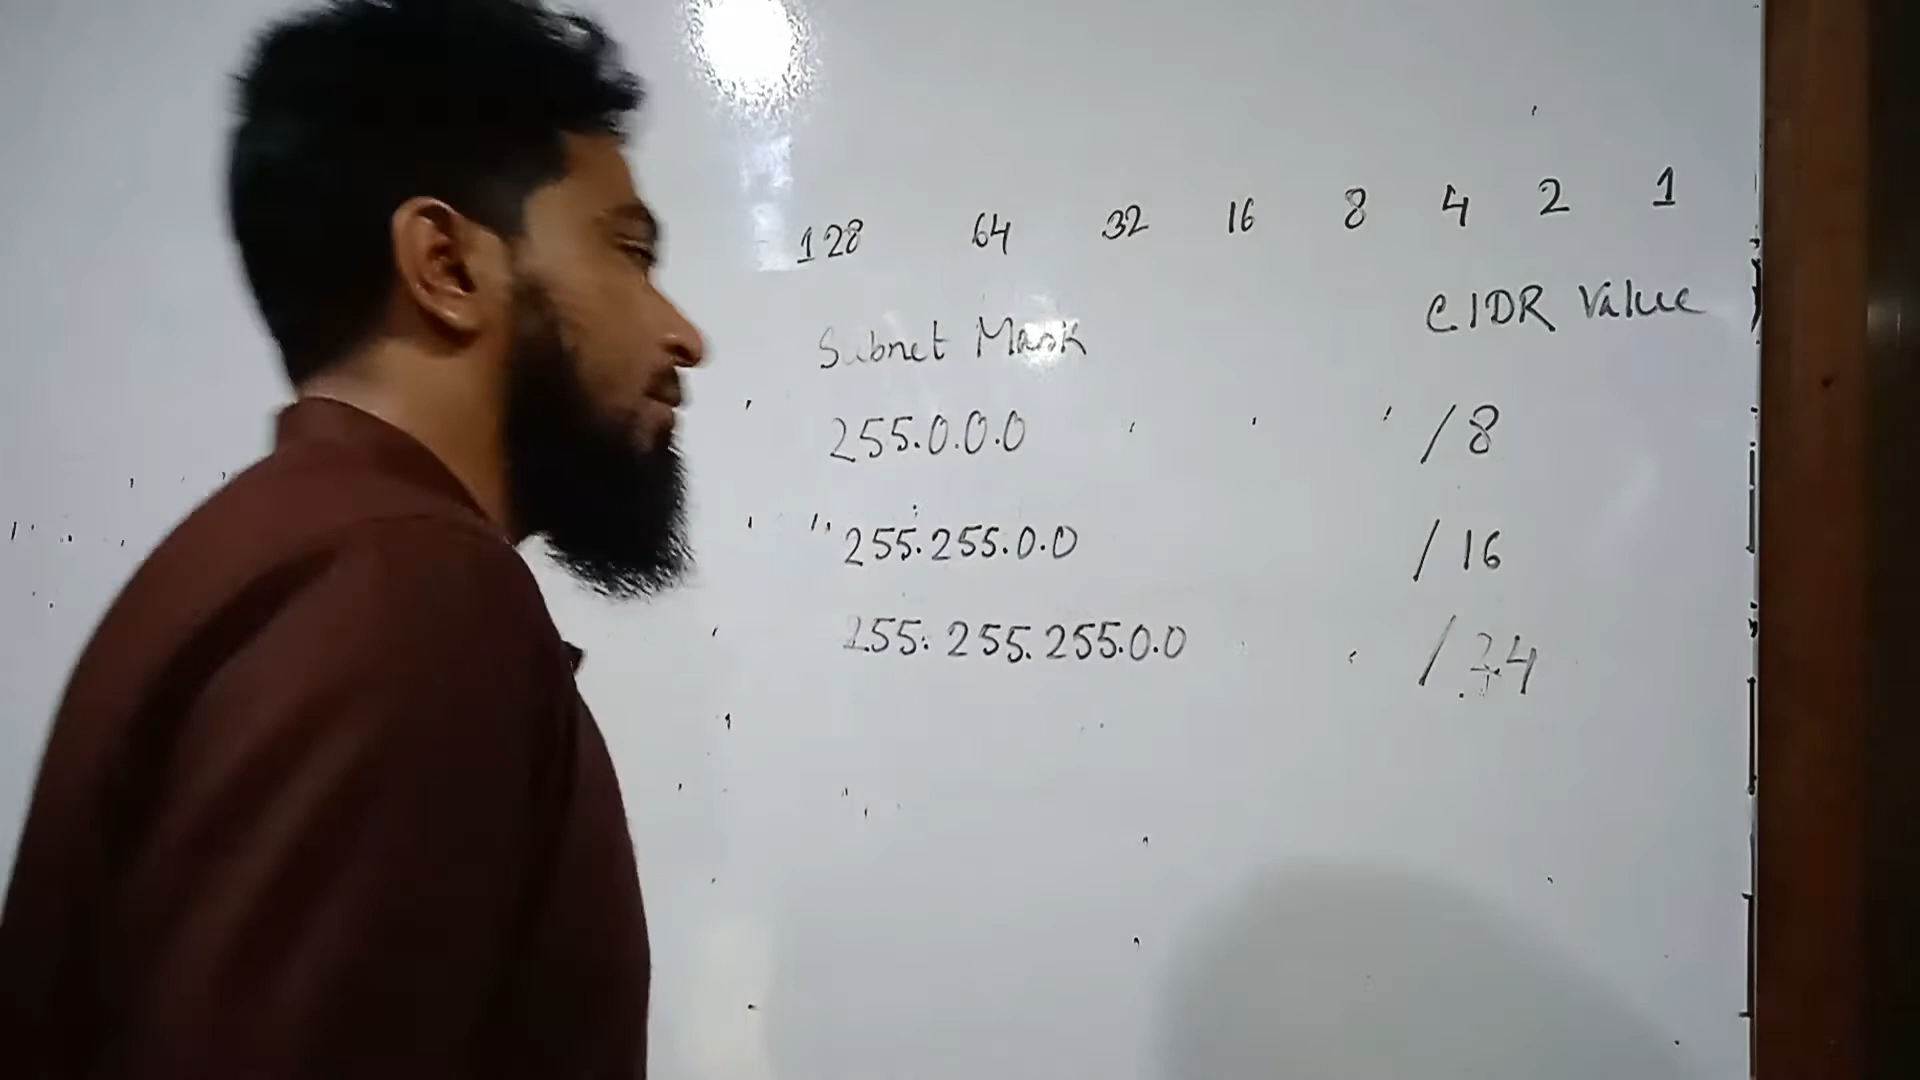 128 64 32 16 8 4 2 1
Subnet Mask CIDR Value
255.0.0.0 /8
255.255.0.0 /16
255.255.255.0.0 /24